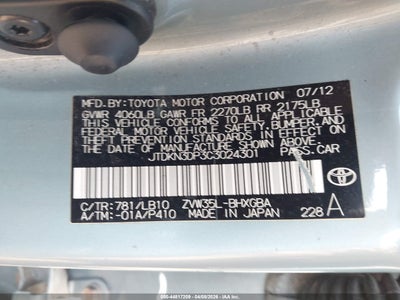 MFD.BY:TOYOTA MOTOR CORPORATION 07/12
GVWR 4060LB GAWR FR 2270LB RR 2175LB
THIS VEHICLE CONFORMS TO ALL APPLICABLE
FEDERAL MOTOR VEHICLE SAFETY, BUMPER, AND
THEFT PREVENTION STANDARDS IN EFFECT ON
THE DATE OF MANUFACTURE SHOWN ABOVE.
JTDKN3DP3C3024301 PASS.CAR
C/TR: 781/LB10 ZVW35L-BHXGBA
A/TM: -01A/P410 MADE IN JAPAN 228 A